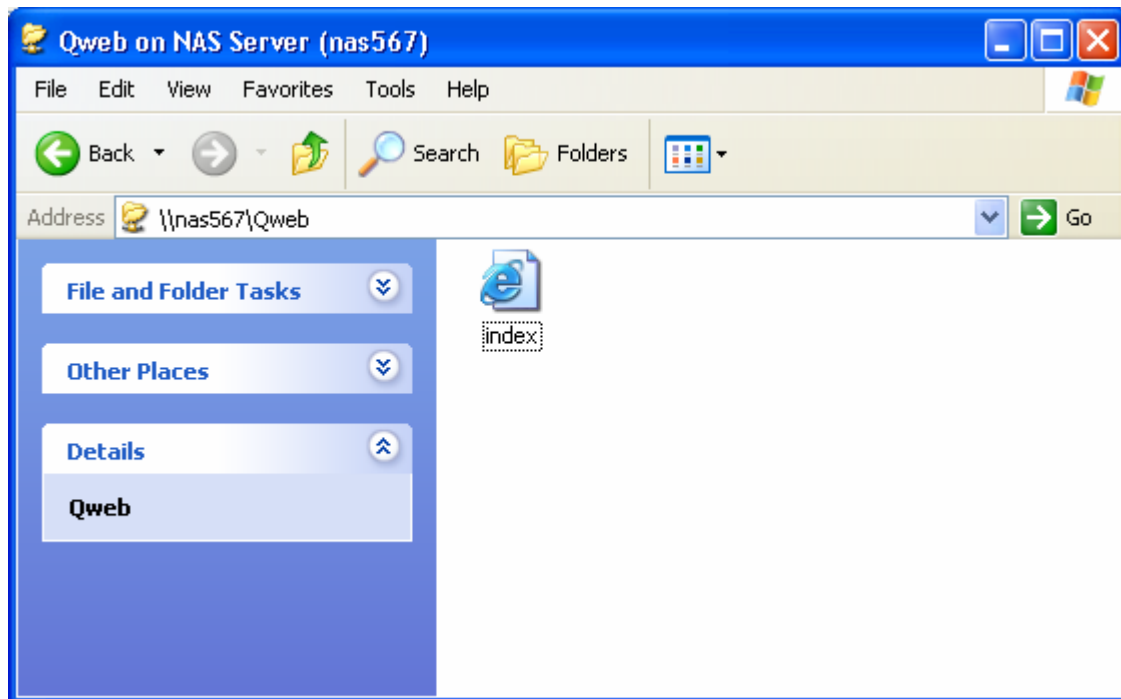 Qweb on NAS Server (nas567)
File Edit View Favorites Tools Help
Back Search Folders
Address \\nas567\Qweb Go
File and Folder Tasks
index
Other Places
Details
Qweb